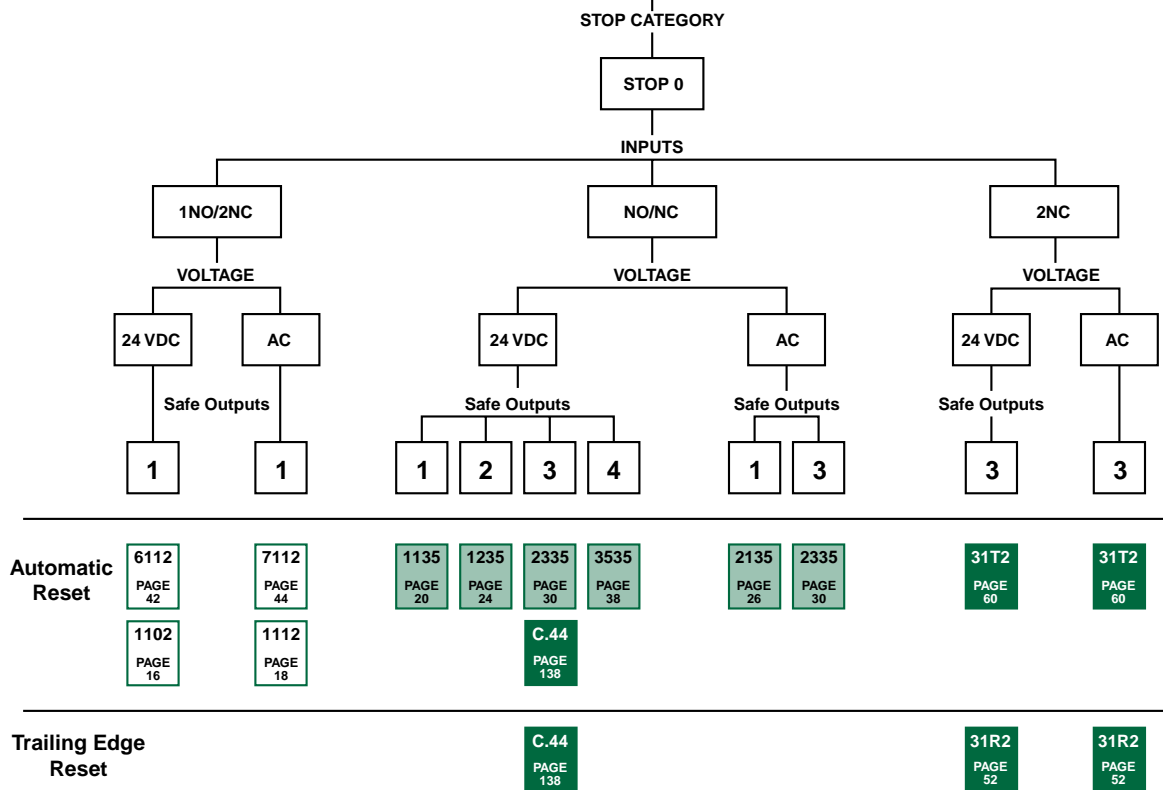 STOP CATEGORY
STOP 0
INPUTS
1NO/2NC
NO/NC
2NC
VOLTAGE
VOLTAGE
VOLTAGE
24 VDC
AC
24 VDC
AC
24 VDC
AC
Safe Outputs
Safe Outputs
Safe Outputs
Safe Outputs
1
1
1
2
3
4
1
3
3
3
Automatic
Reset
6112
PAGE
42
7112
PAGE
44
1135
PAGE
20
1235
PAGE
24
2335
PAGE
30
3535
PAGE
38
2135
PAGE
26
2335
PAGE
30
31T2
PAGE
60
31T2
PAGE
60
1102
PAGE
16
1112
PAGE
18
C.44
PAGE
138
Trailing Edge
Reset
C.44
PAGE
138
31R2
PAGE
52
31R2
PAGE
52